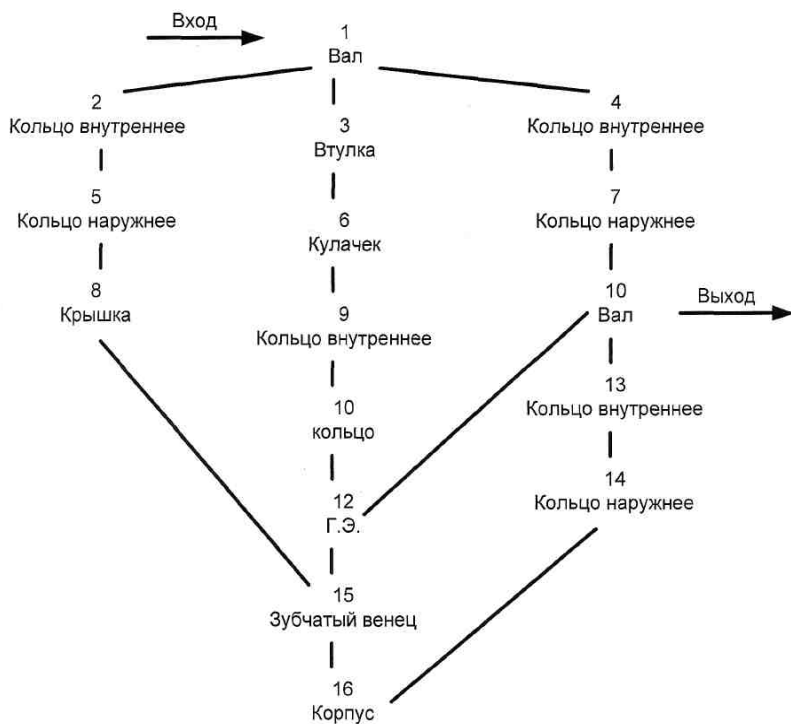 Вход
1
Вал
2
Кольцо внутреннее
3
Втулка
4
Кольцо внутреннее
5
Кольцо наружнее
6
Кулачек
7
Кольцо наружнее
8
Крышка
9
Кольцо внутреннее
10
Вал
Выход
10
кольцо
13
Кольцо внутреннее
12
Г.Э.
14
Кольцо наружнее
15
Зубчатый венец
16
Корпус